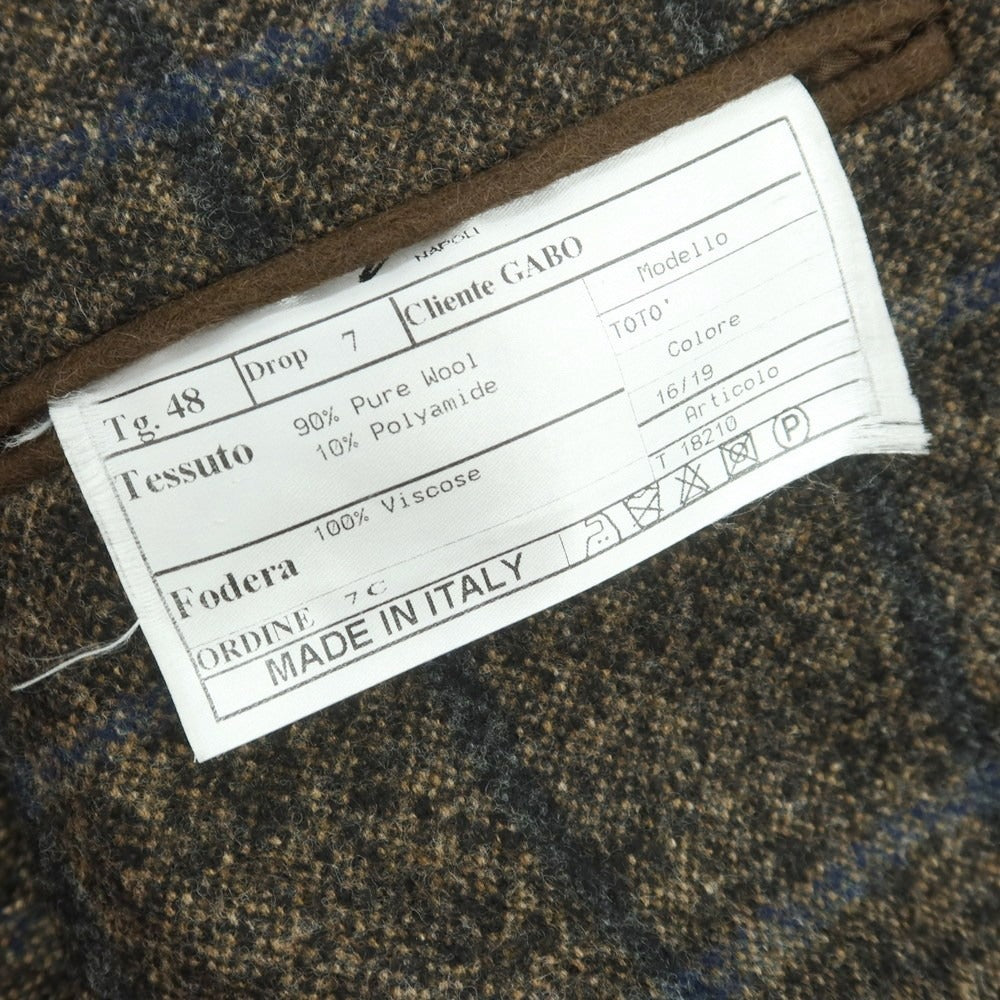 NAPOLI
Tg. 48
Drop 7
Cliente GABO
Tessuto
90% Pure Wool
10% Polyamide
100% Viscose
Fodera
ORDINE 7C
MADE IN ITALY
Modello
TOTO'
Colore
16/19
Articolo
T 18210
P